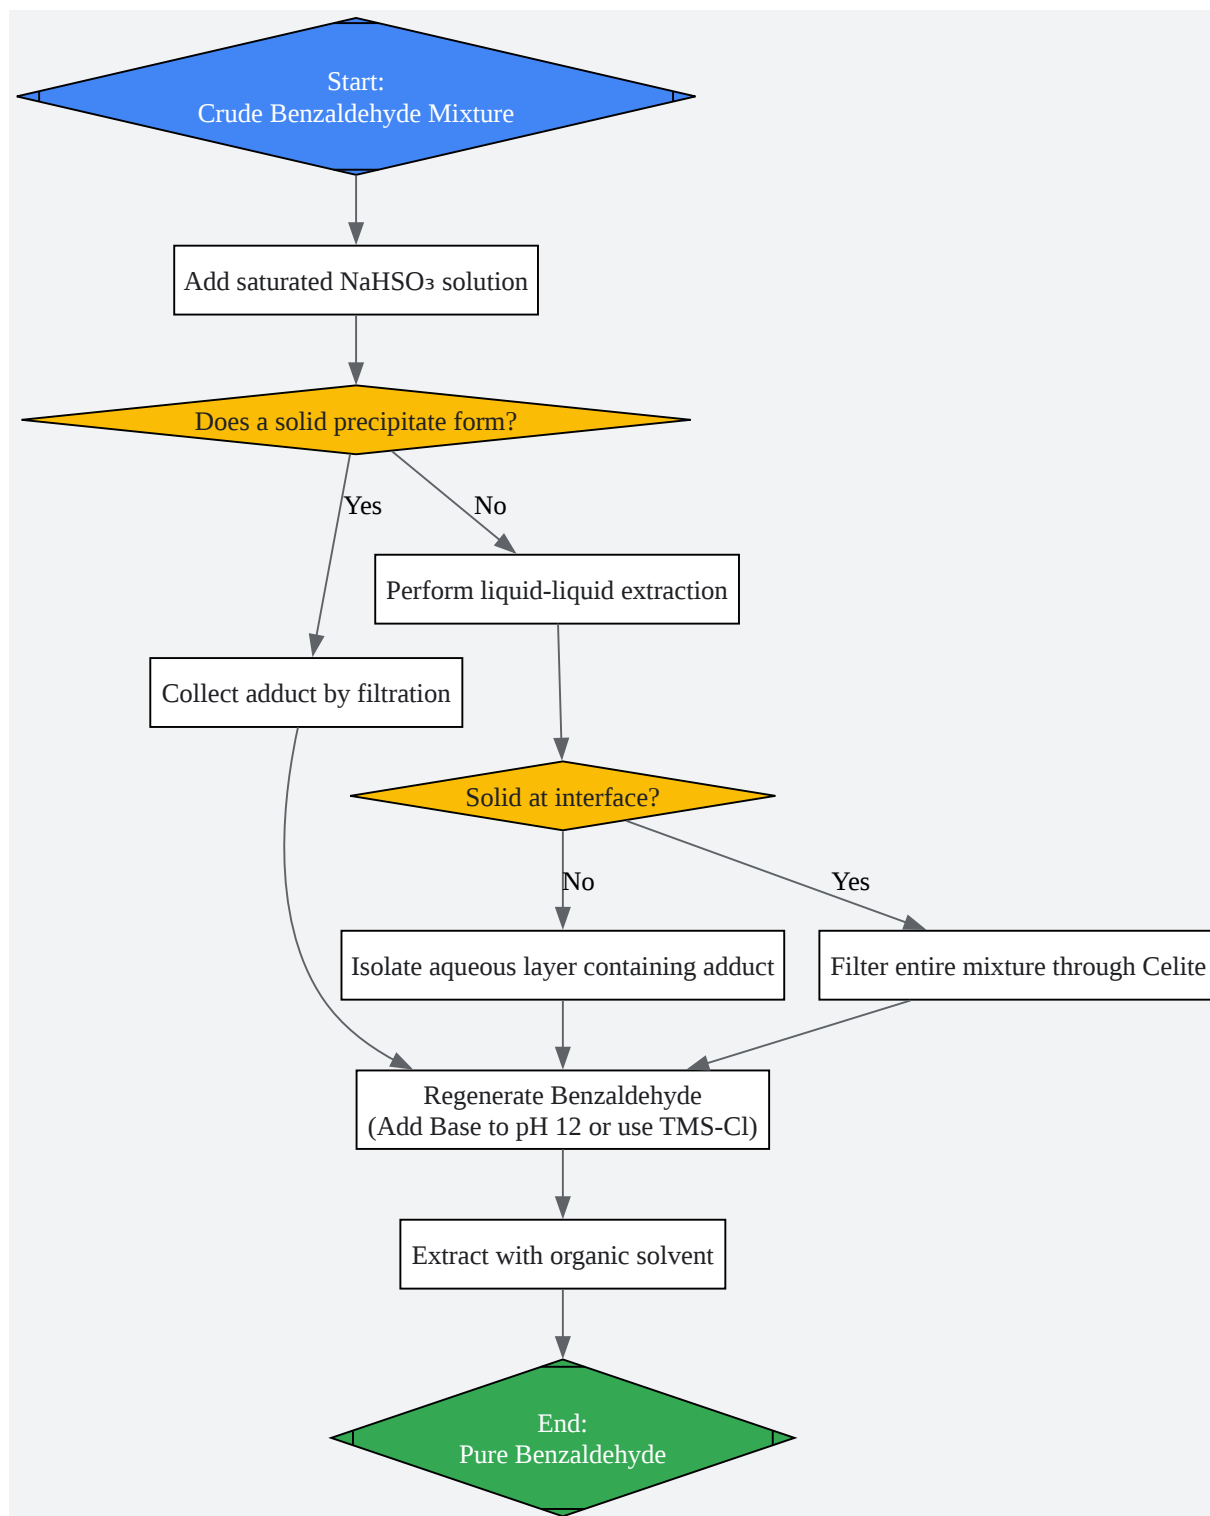 Start:
Crude Benzaldehyde Mixture
Add saturated NaHSO₃ solution
Does a solid precipitate form?
Yes
No
Perform liquid-liquid extraction
Collect adduct by filtration
Solid at interface?
No
Yes
Isolate aqueous layer containing adduct
Filter entire mixture through Celite
Regenerate Benzaldehyde
(Add Base to pH 12 or use TMS-Cl)
Extract with organic solvent
End:
Pure Benzaldehyde